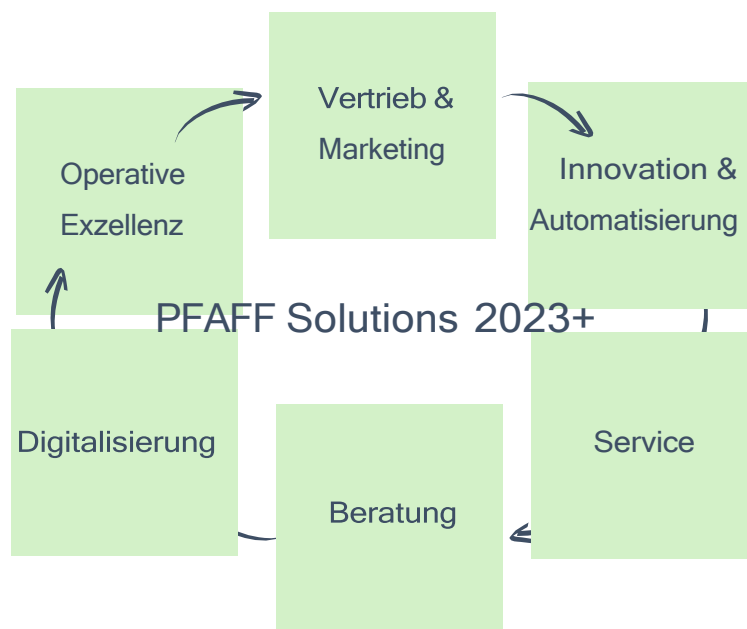 Vertrieb &
Marketing
Innovation &
Automatisierung
Operative
Exzellenz
PFAFF Solutions 2023+
Digitalisierung
Service
Beratung